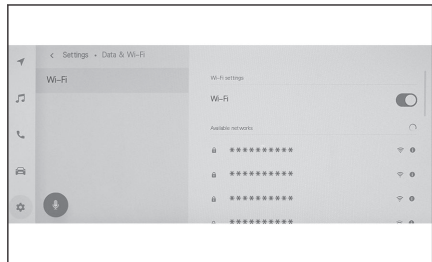 Settings • Data & Wi-Fi
Wi-Fi
Wi-Fi settings
Wi-Fi
Available networks
**********
**********
**********
**********